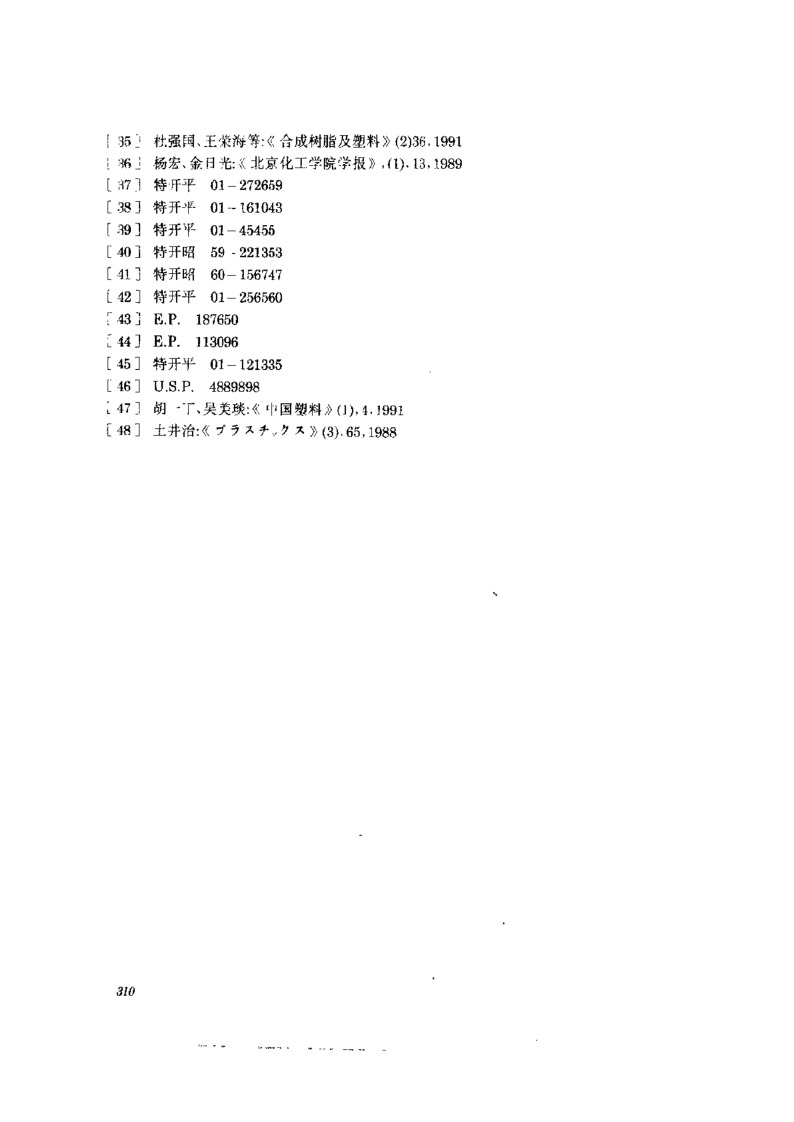 [35] 杜强国、王荣海等:《合成树脂及塑料》(2)36,1991
[36] 杨宏、金日光:《北京化工学院学报》,(1),13,1989
[37] 特开平 01-272659
[38] 特开平 01-161043
[39] 特开平 01-45455
[40] 特开昭 59-221353
[41] 特开昭 60-156747
[42] 特开平 01-256560
[43] E.P. 187650
[44] E.P. 113096
[45] 特开平 01-121335
[46] U.S.P. 4889898
[47] 胡一丁、吴美琰:《中国塑料》(1),4,1991
[48] 土井治:《プラスチックス》(3),65,1988
310